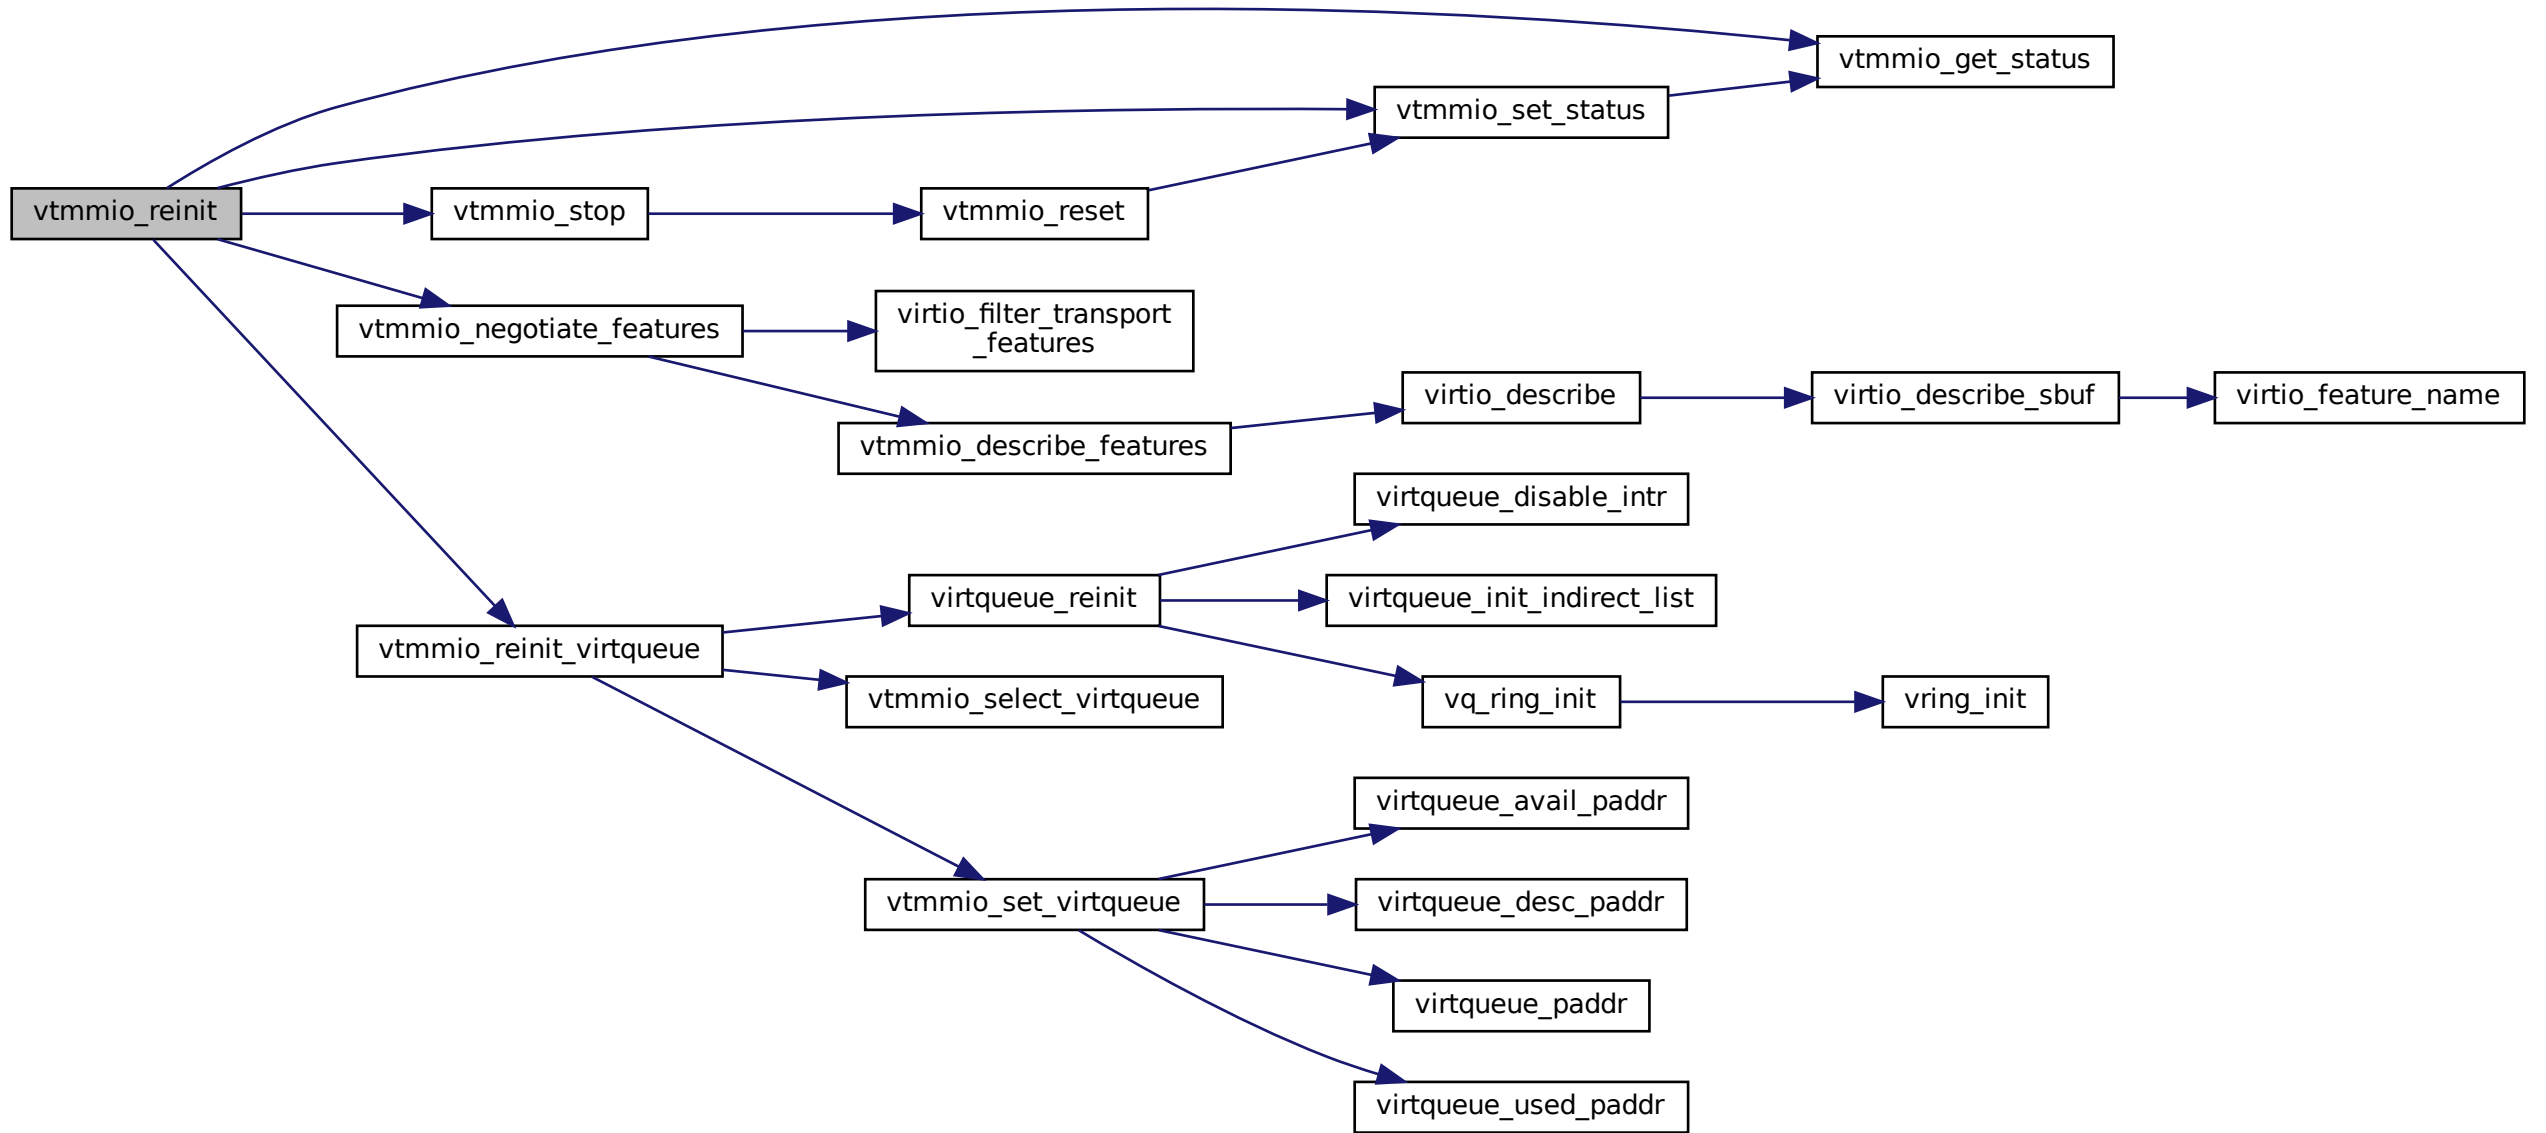 vtmmio_reinit
vtmmio_get_status
vtmmio_set_status
vtmmio_stop
vtmmio_reset
vtmmio_negotiate_features
virtio_filter_transport
_features
vtmmio_describe_features
virtio_describe
virtio_describe_sbuf
virtio_feature_name
vtmmio_reinit_virtqueue
virtqueue_reinit
virtqueue_disable_intr
virtqueue_init_indirect_list
vq_ring_init
vring_init
vtmmio_select_virtqueue
vtmmio_set_virtqueue
virtqueue_avail_paddr
virtqueue_desc_paddr
virtqueue_paddr
virtqueue_used_paddr